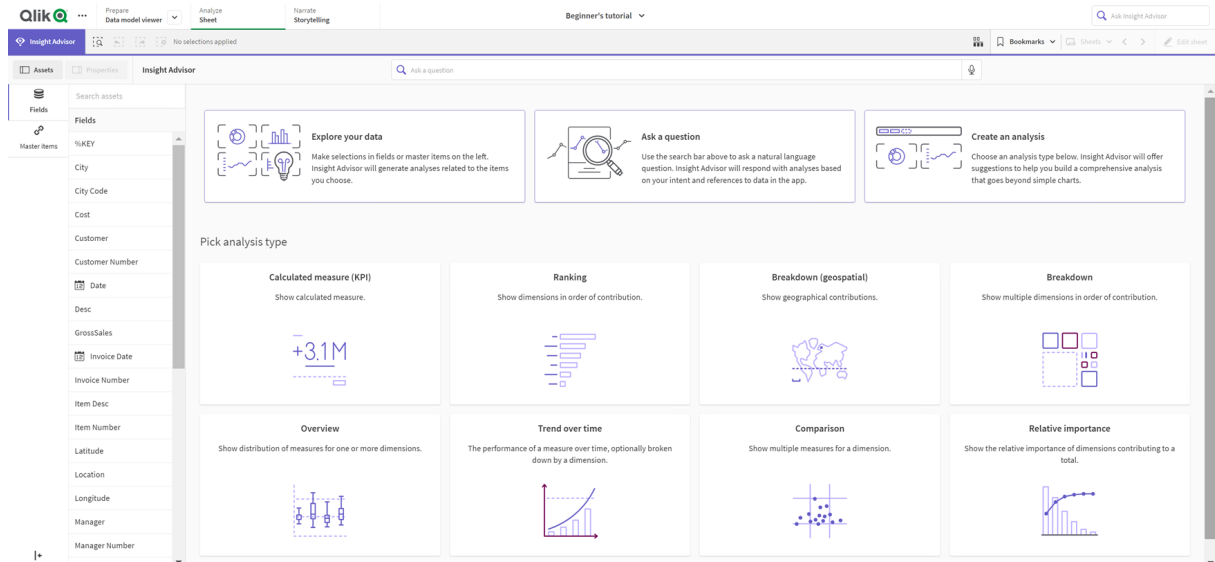 Qlik
Prepare
Data model viewer
Analyze
Sheet
Narrate
Storytelling
Beginner's tutorial
Ask Insight Advisor
Insight Advisor
No selections applied
Bookmarks
Sheets
Edit sheet
Assets
Properties
Insight Advisor
Ask a question
Fields
Master items
Search assets
Fields
%KEY
City
City Code
Cost
Customer
Customer Number
Date
Desc
GrossSales
Invoice Date
Invoice Number
Item Desc
Item Number
Latitude
Location
Longitude
Manager
Manager Number
Explore your data
Make selections in fields or master items on the left.
Insight Advisor will generate analyses related to the items
you choose.
Ask a question
Use the search bar above to ask a natural language
question. Insight Advisor will respond with analyses based
on your intent and references to data in the app.
Create an analysis
Choose an analysis type below. Insight Advisor will offer
suggestions to help you build a comprehensive analysis
that goes beyond simple charts.
Pick analysis type
Calculated measure (KPI)
Show calculated measure.
+3.1M
Ranking
Show dimensions in order of contribution.
Breakdown (geospatial)
Show geographical contributions.
Breakdown
Show multiple dimensions in order of contribution.
Overview
Show distribution of measures for one or more dimensions.
Trend over time
The performance of a measure over time, optionally broken
down by a dimension.
Comparison
Show multiple measures for a dimension.
Relative importance
Show the relative importance of dimensions contributing to a
total.